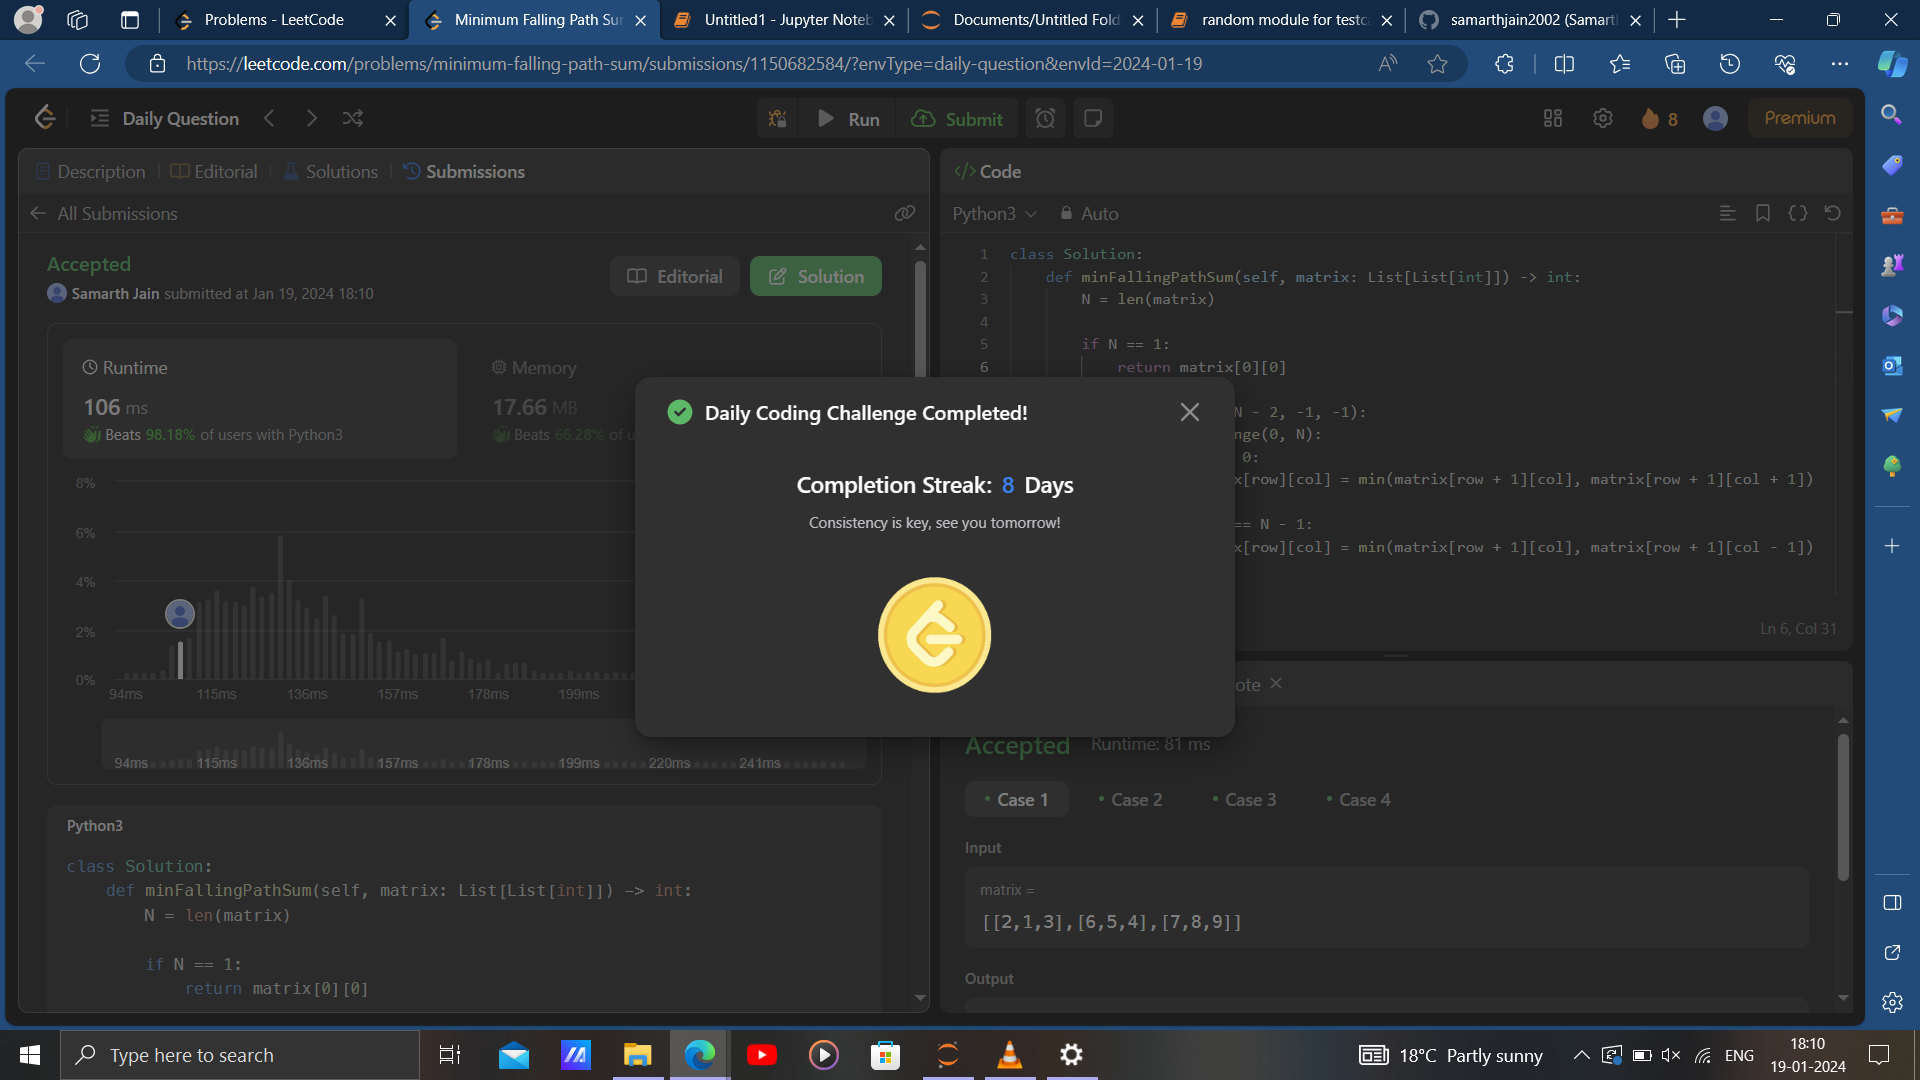 Problems - LeetCode
Minimum Falling Path Sur
Untitled1 - Jupyter Noteb
Documents/Untitled Fold
random module for testc
samarthjain2002 (Samart
https://leetcode.com/problems/minimum-falling-path-sum/submissions/1150682584/?envType=daily-question&envId=2024-01-19
Daily Question
Run
Submit
8
Premium
Description
Editorial
Solutions
Submissions
All Submissions
Accepted
Samarth Jain submitted at Jan 19, 2024 18:10
Editorial
Solution
Runtime
106 ms
Beats 98.18% of users with Python3
Memory
17.66 MB
Beats 66.28% of u
8%
6%
4%
2%
0%
94ms 115ms 136ms 157ms 178ms 199ms
94ms 115ms 136ms 157ms 178ms 199ms 220ms 241ms
Python3
class Solution:
def minFallingPathSum(self, matrix: List[List[int]]) -> int:
N = len(matrix)
if N == 1:
return matrix[0][0]
Daily Coding Challenge Completed!
Completion Streak: 8 Days
Consistency is key, see you tomorrow!
</> Code
Python3
Auto
1 class Solution:
2 def minFallingPathSum(self, matrix: List[List[int]]) -> int:
3 N = len(matrix)
4
5 if N == 1:
6 return matrix[0][0]
N - 2, -1, -1):
nge(0, N):
0:
x[row][col] = min(matrix[row + 1][col], matrix[row + 1][col + 1])
== N - 1:
x[row][col] = min(matrix[row + 1][col], matrix[row + 1][col - 1])
Ln 6, Col 31
ote
Accepted
Runtime: 81 ms
Case 1
Case 2
Case 3
Case 4
Input
matrix =
[[2,1,3],[6,5,4],[7,8,9]]
Output
Type here to search
18°C Partly sunny
ENG
18:10
19-01-2024